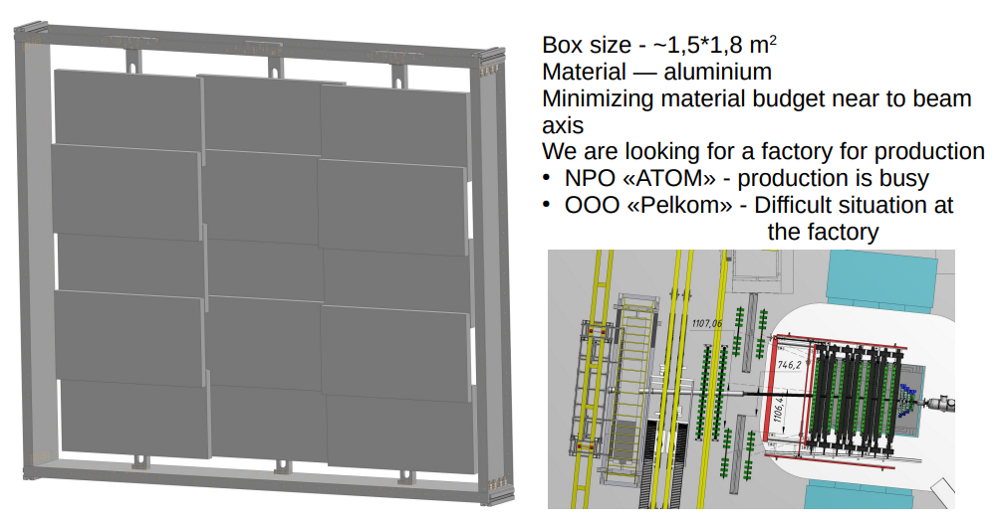 Box size - ~1,5*1,8 m²
Material — aluminium
Minimizing material budget near to beam
axis
We are looking for a factory for production
• NPO «ATOM» - production is busy
• OOO «Pelkom» - Difficult situation at
the factory
1107,06
746,2